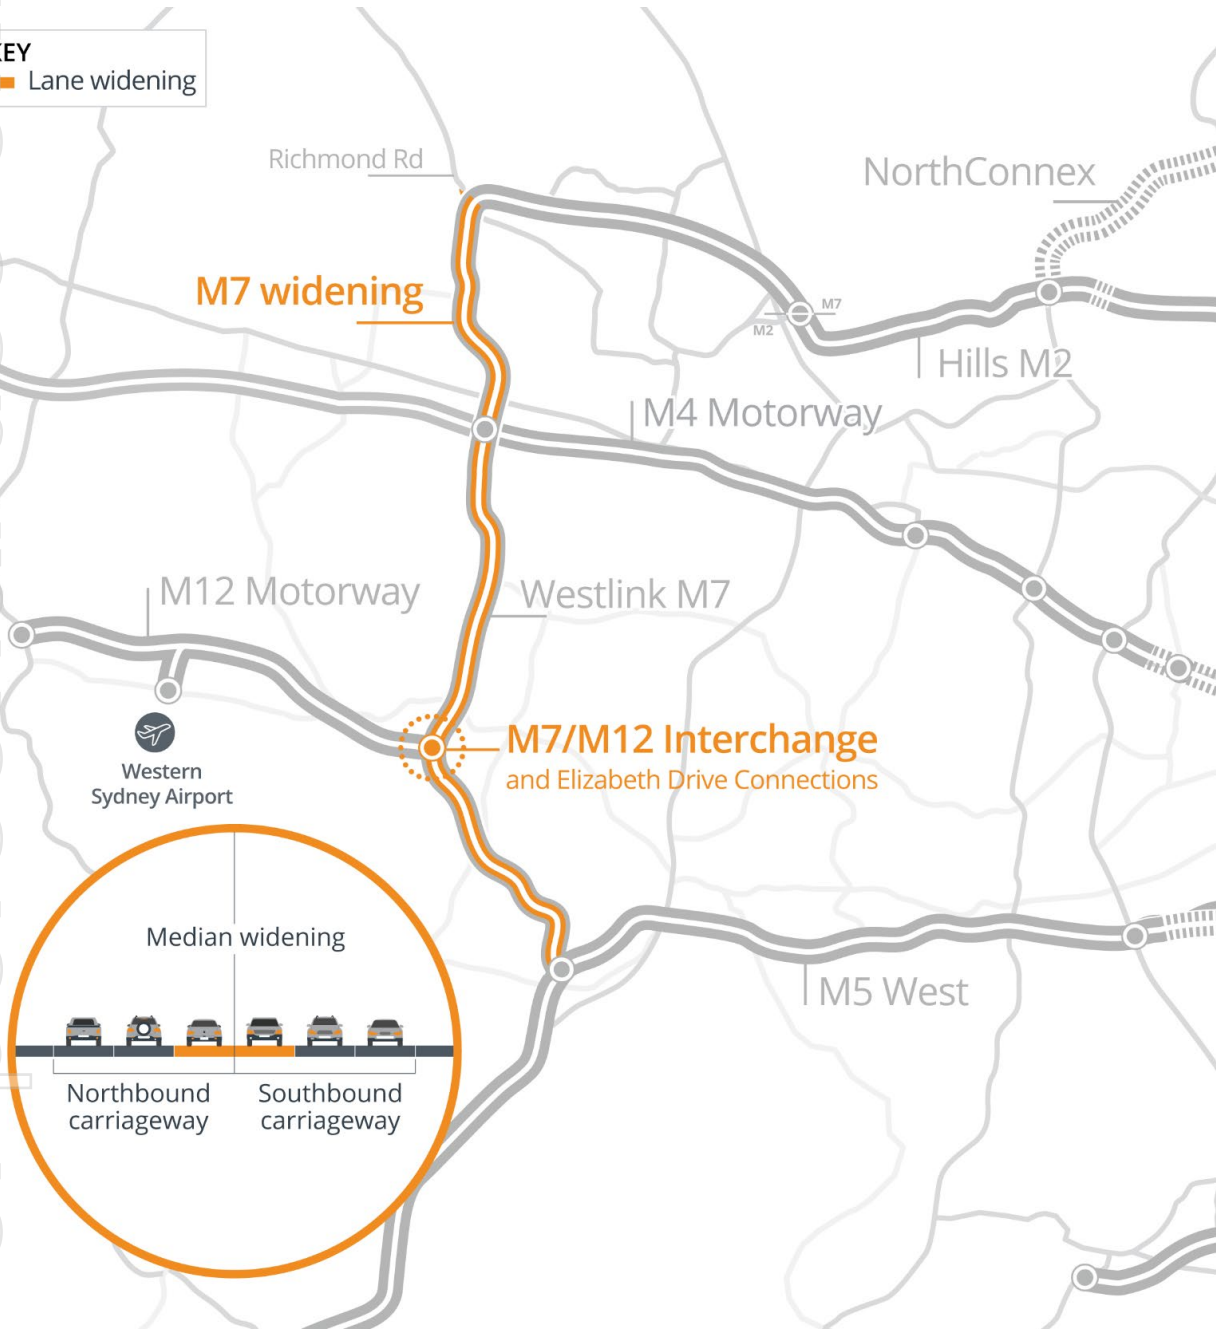 KEY
Lane widening
Richmond Rd
NorthConnex
M7 widening
M7
M2
Hills M2
M4 Motorway
M12 Motorway
Westlink M7
M7/M12 Interchange
and Elizabeth Drive Connections
Western
Sydney Airport
Median widening
M5 West
Northbound
carriageway
Southbound
carriageway